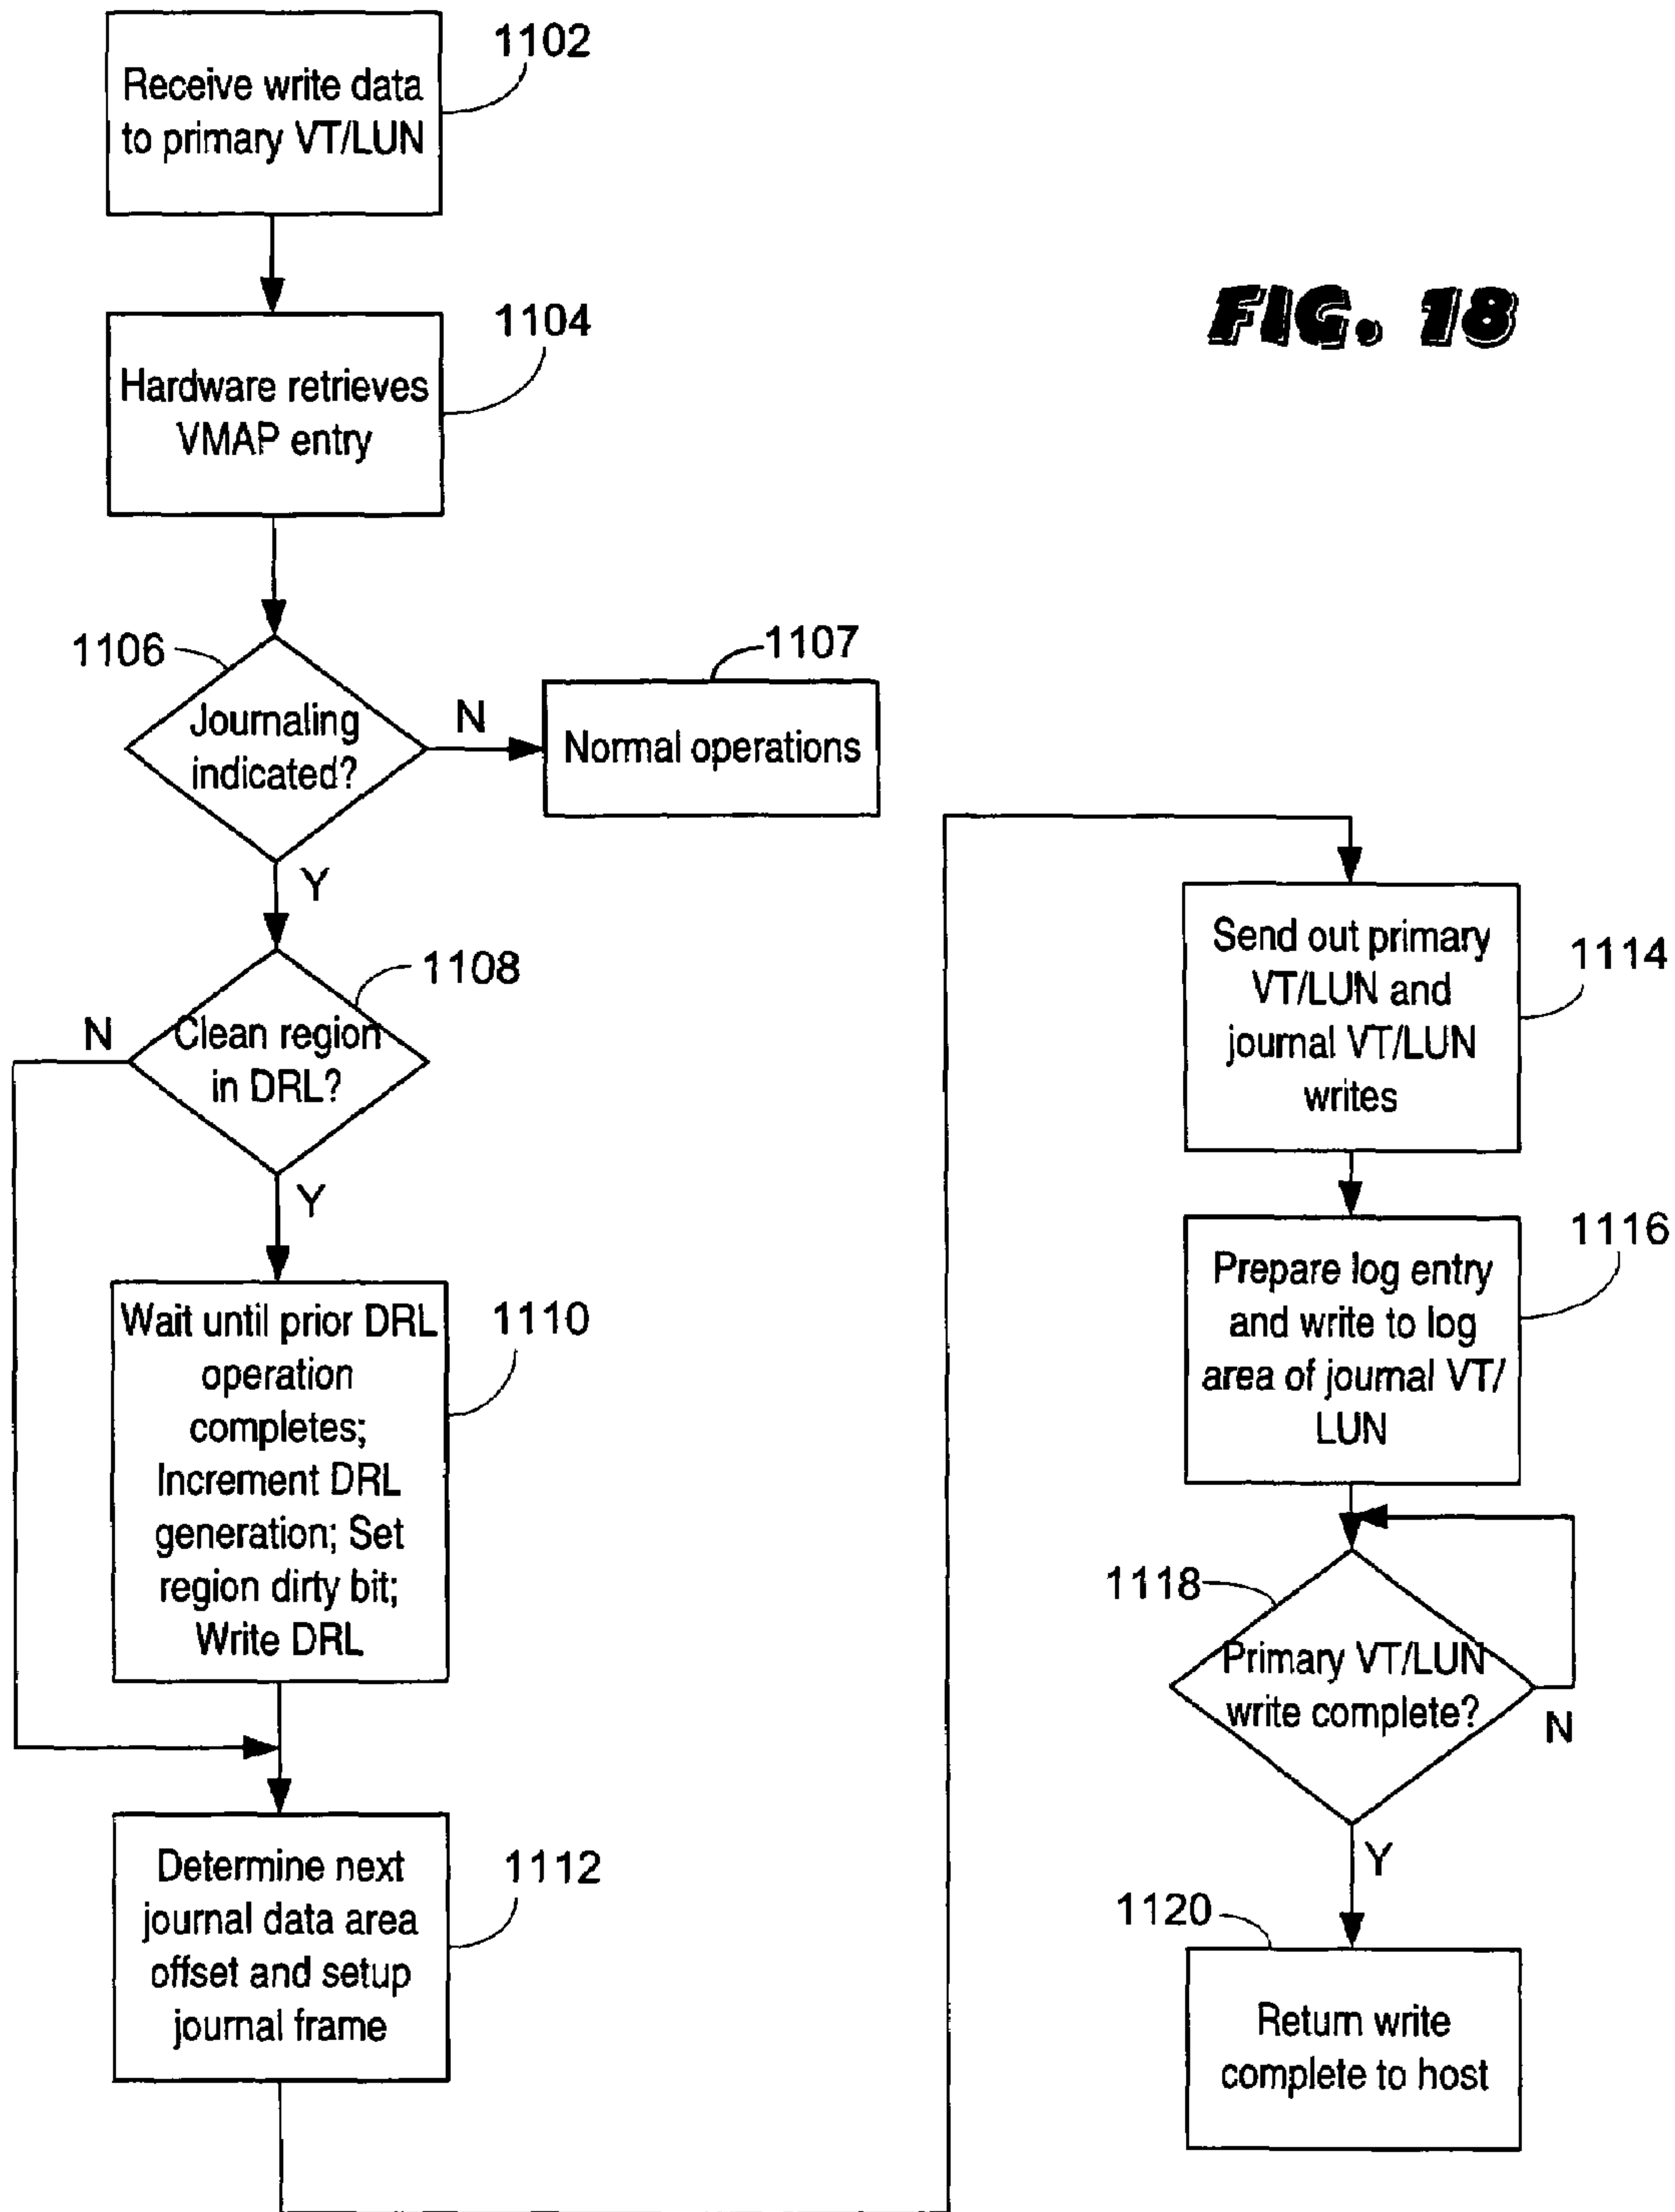 1102
Receive write data
to primary VT/LUN
1104
Hardware retrieves
VMAP entry
FIG. 18
1106
Journaling
indicated?
N
1107
Normal operations
Y
1108
Clean region
in DRL?
N
Y
1110
Wait until prior DRL
operation
completes;
Increment DRL
generation; Set
region dirty bit;
Write DRL
1112
Determine next
journal data area
offset and setup
journal frame
1114
Send out primary
VT/LUN and
journal VT/LUN
writes
1116
Prepare log entry
and write to log
area of journal VT/
LUN
1118
Primary VT/LUN
write complete?
N
Y
1120
Return write
complete to host